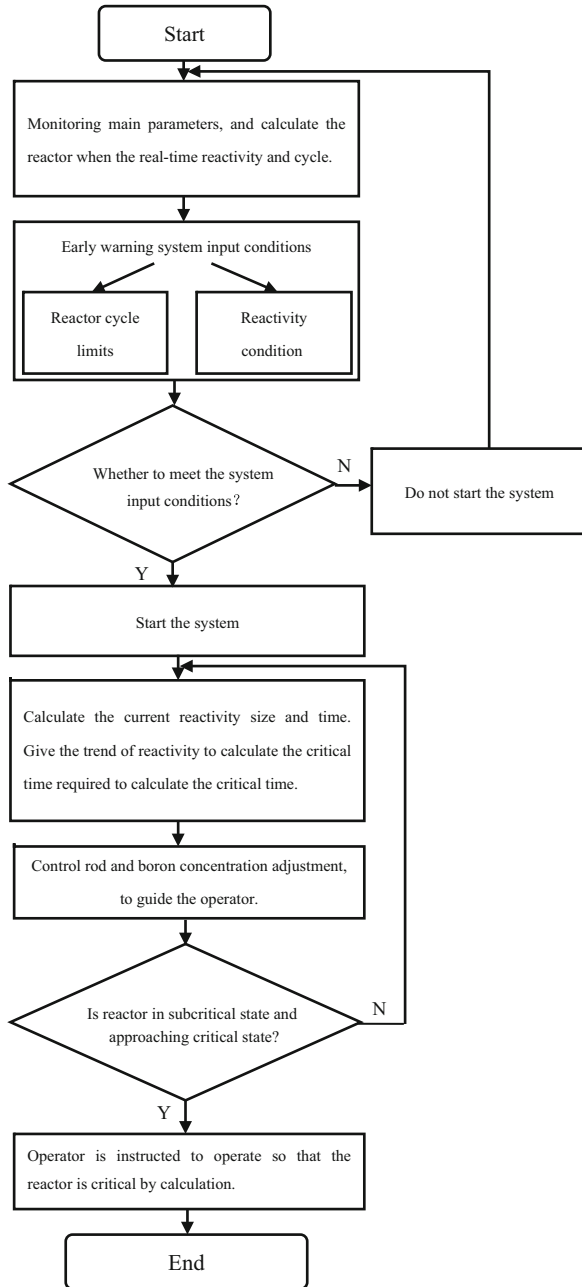 Start
Monitoring main parameters, and calculate the
reactor when the real-time reactivity and cycle.
Early warning system input conditions
Reactor cycle
limits
Reactivity
condition
Whether to meet the system
input conditions?
N
Do not start the system
Y
Start the system
Calculate the current reactivity size and time.
Give the trend of reactivity to calculate the critical
time required to calculate the critical time.
Control rod and boron concentration adjustment,
to guide the operator.
Is reactor in subcritical state and
approaching critical state?
N
Y
Operator is instructed to operate so that the
reactor is critical by calculation.
End